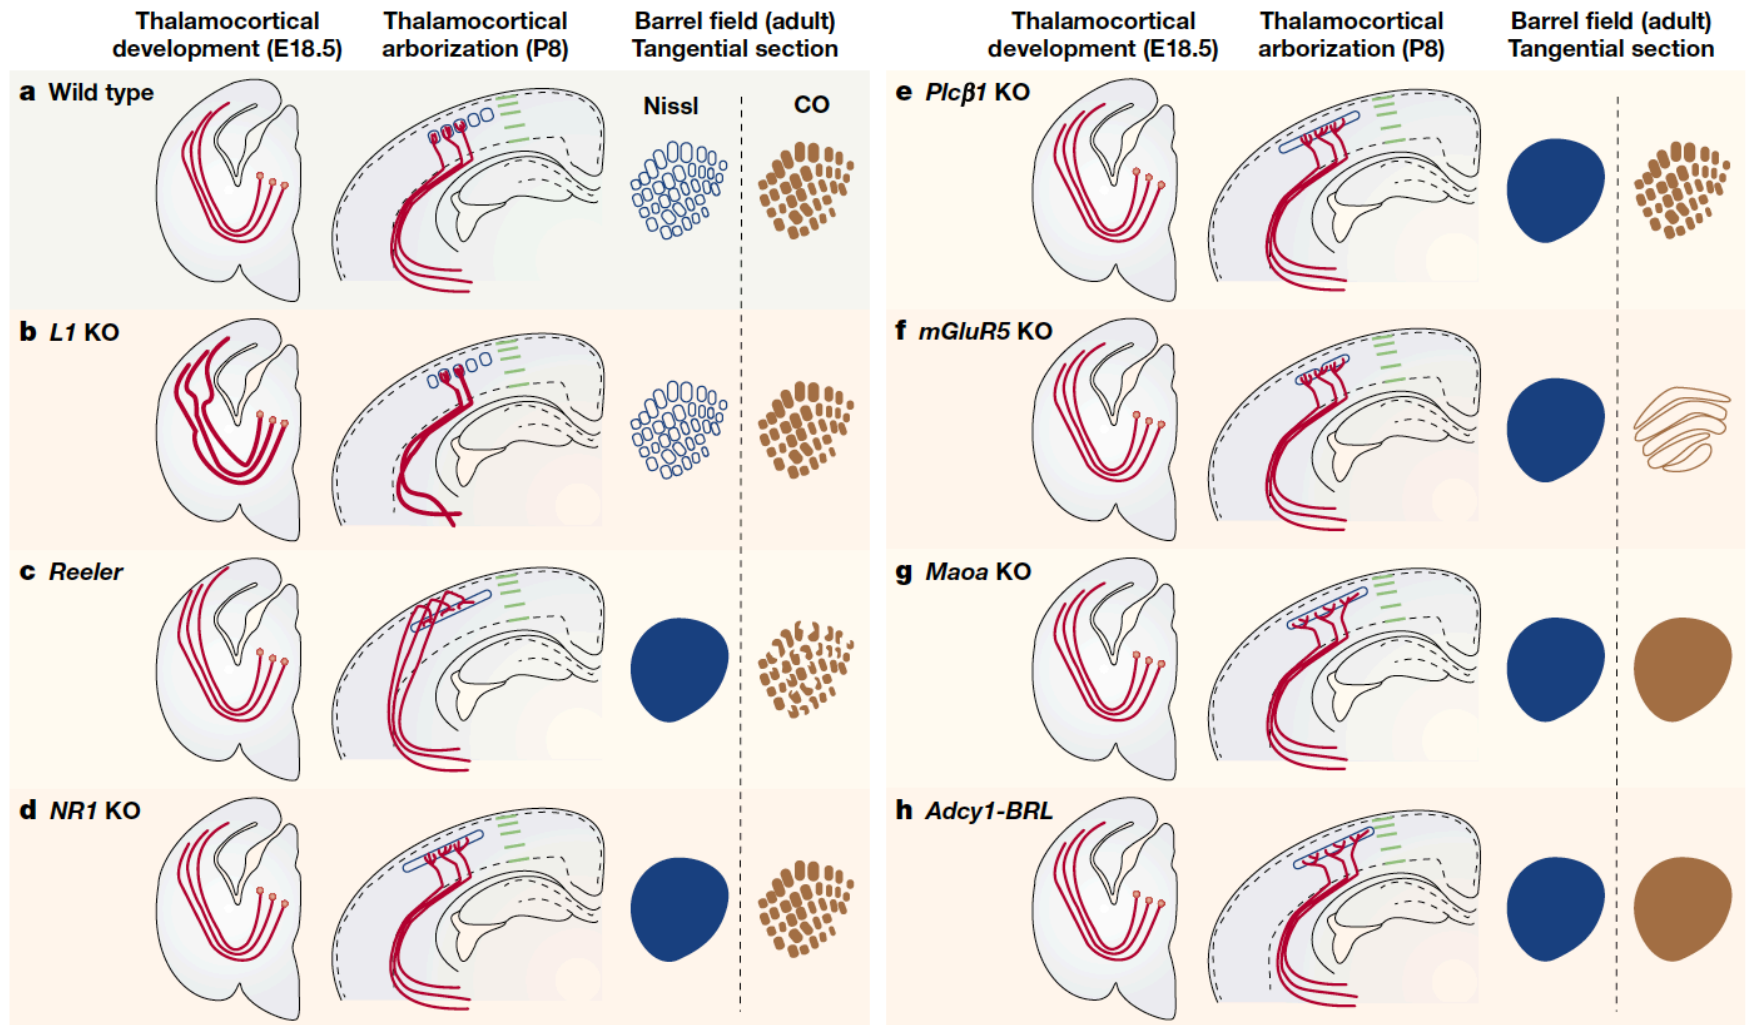 Thalamocortical
development (E18.5)
Thalamocortical
arborization (P8)
Barrel field (adult)
Tangential section
a Wild type
Nissl
CO
b L1 KO
c Reeler
d NR1 KO
Thalamocortical
development (E18.5)
Thalamocortical
arborization (P8)
Barrel field (adult)
Tangential section
e Plcβ1 KO
f mGluR5 KO
g Maoa KO
h Adcy1-BRL